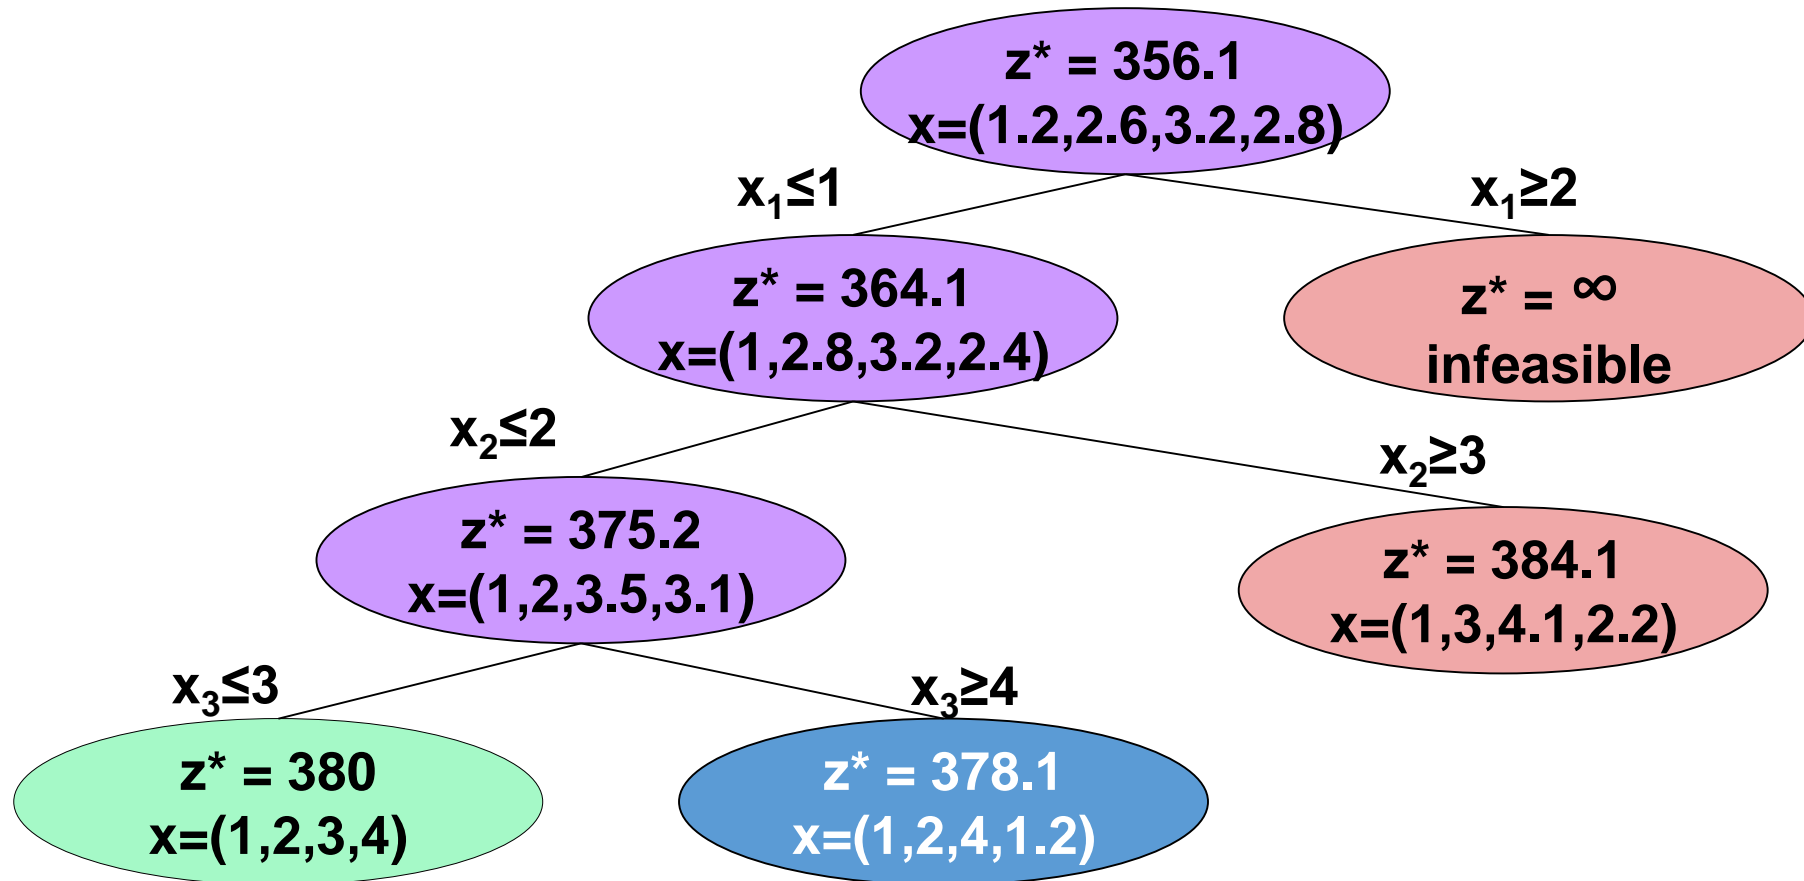 z* = 356.1
x=(1.2,2.6,3.2,2.8)
x₁≤1
x₁≥2
z* = 364.1
x=(1,2.8,3.2,2.4)
z* = ∞
infeasible
x₂≤2
x₂≥3
z* = 375.2
x=(1,2,3.5,3.1)
z* = 384.1
x=(1,3,4.1,2.2)
x₃≤3
x₃≥4
z* = 380
x=(1,2,3,4)
z* = 378.1
x=(1,2,4,1.2)